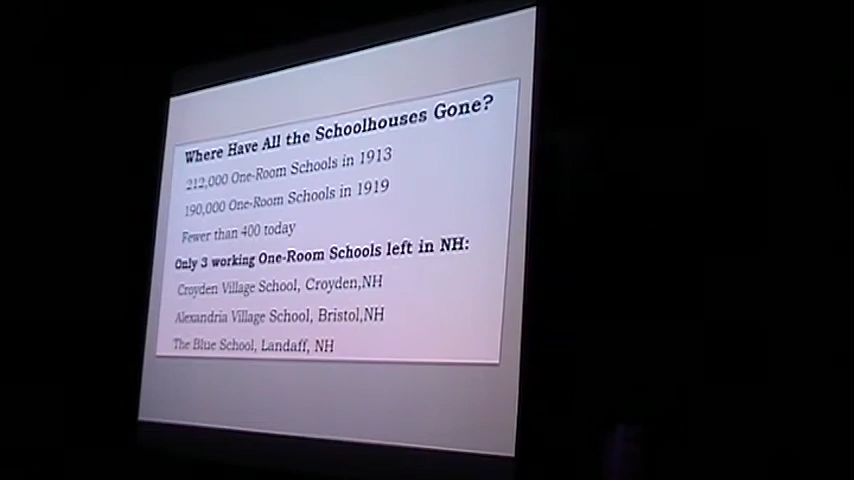 Where Have All the Schoolhouses Gone?
212,000 One-Room Schools in 1913
190,000 One-Room Schools in 1919
Fewer than 400 today
Only 3 working One-Room Schools left in NH:
Croyden Village School, Croyden,NH
Alexandria Village School, Bristol,NH
The Blue School, Landaff, NH